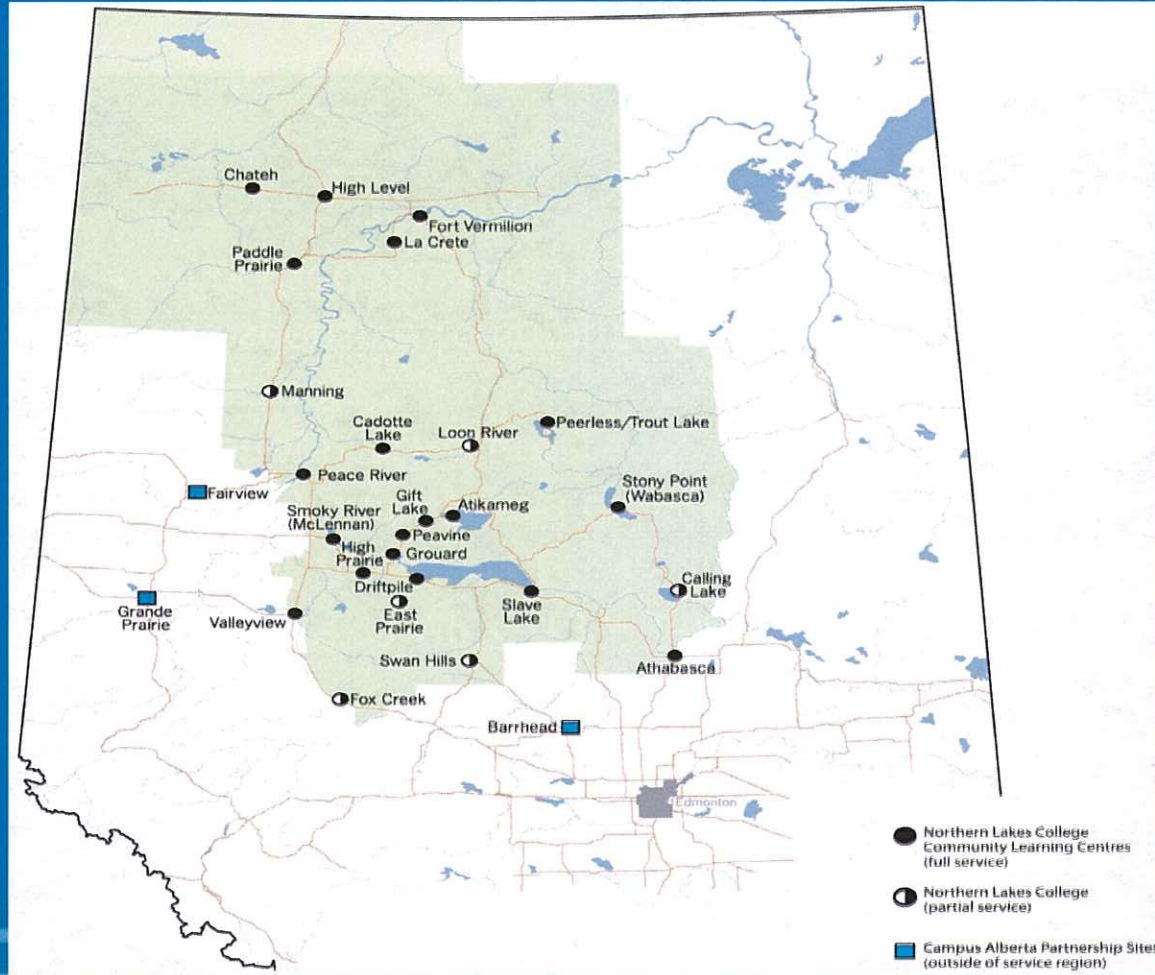 Chateh
High Level
Fort Vermilion
La Crete
Paddle
Prairie
Manning
Cadotte
Lake
Loon River
Peerless/Trout Lake
Peace River
Fairview
Stony Point
(Wabasca)
Gift
Lake
Atikameg
Smoky River
(McLennan)
Peavine
High
Prairie
Grouard
Driftpile
Calling
Lake
Grande
Prairie
Valleyview
East
Prairie
Slave
Lake
Swan Hills
Athabasca
Fox Creek
Barrhead
Edmonton
Northern Lakes College
Community Learning Centres
(full service)
Northern Lakes College
(partial service)
Campus Alberta Partnership Sites
(outside of service region)